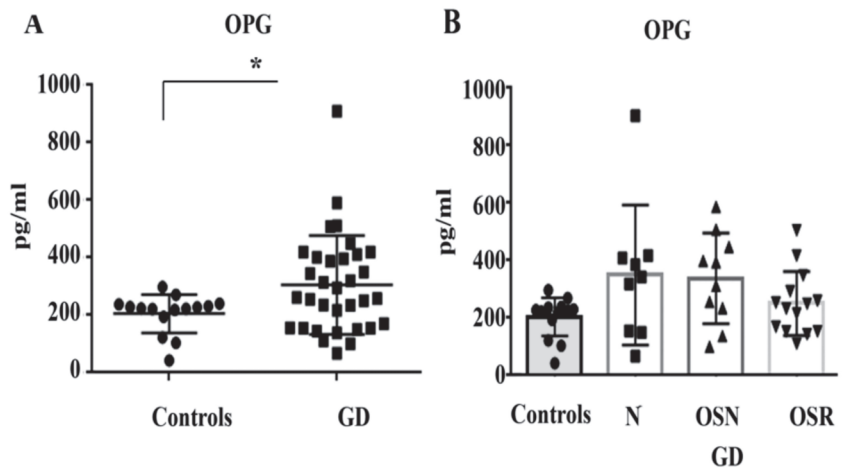 A
OPG
*
1000
800
600
400
200
0
pg/ml
Controls GD
B
OPG
1000
800
600
400
200
0
pg/ml
Controls N OSN OSR
GD